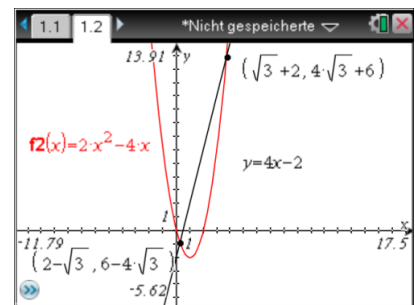 1.1 1.2 *Nicht gespeicherte
13.91 y
(√3+2, 4·√3+6)
f2(x)=2·x²−4·x
y=4x−2
1
x
-11.79 1 17.5
(2−√3, 6−4·√3)
-5.62